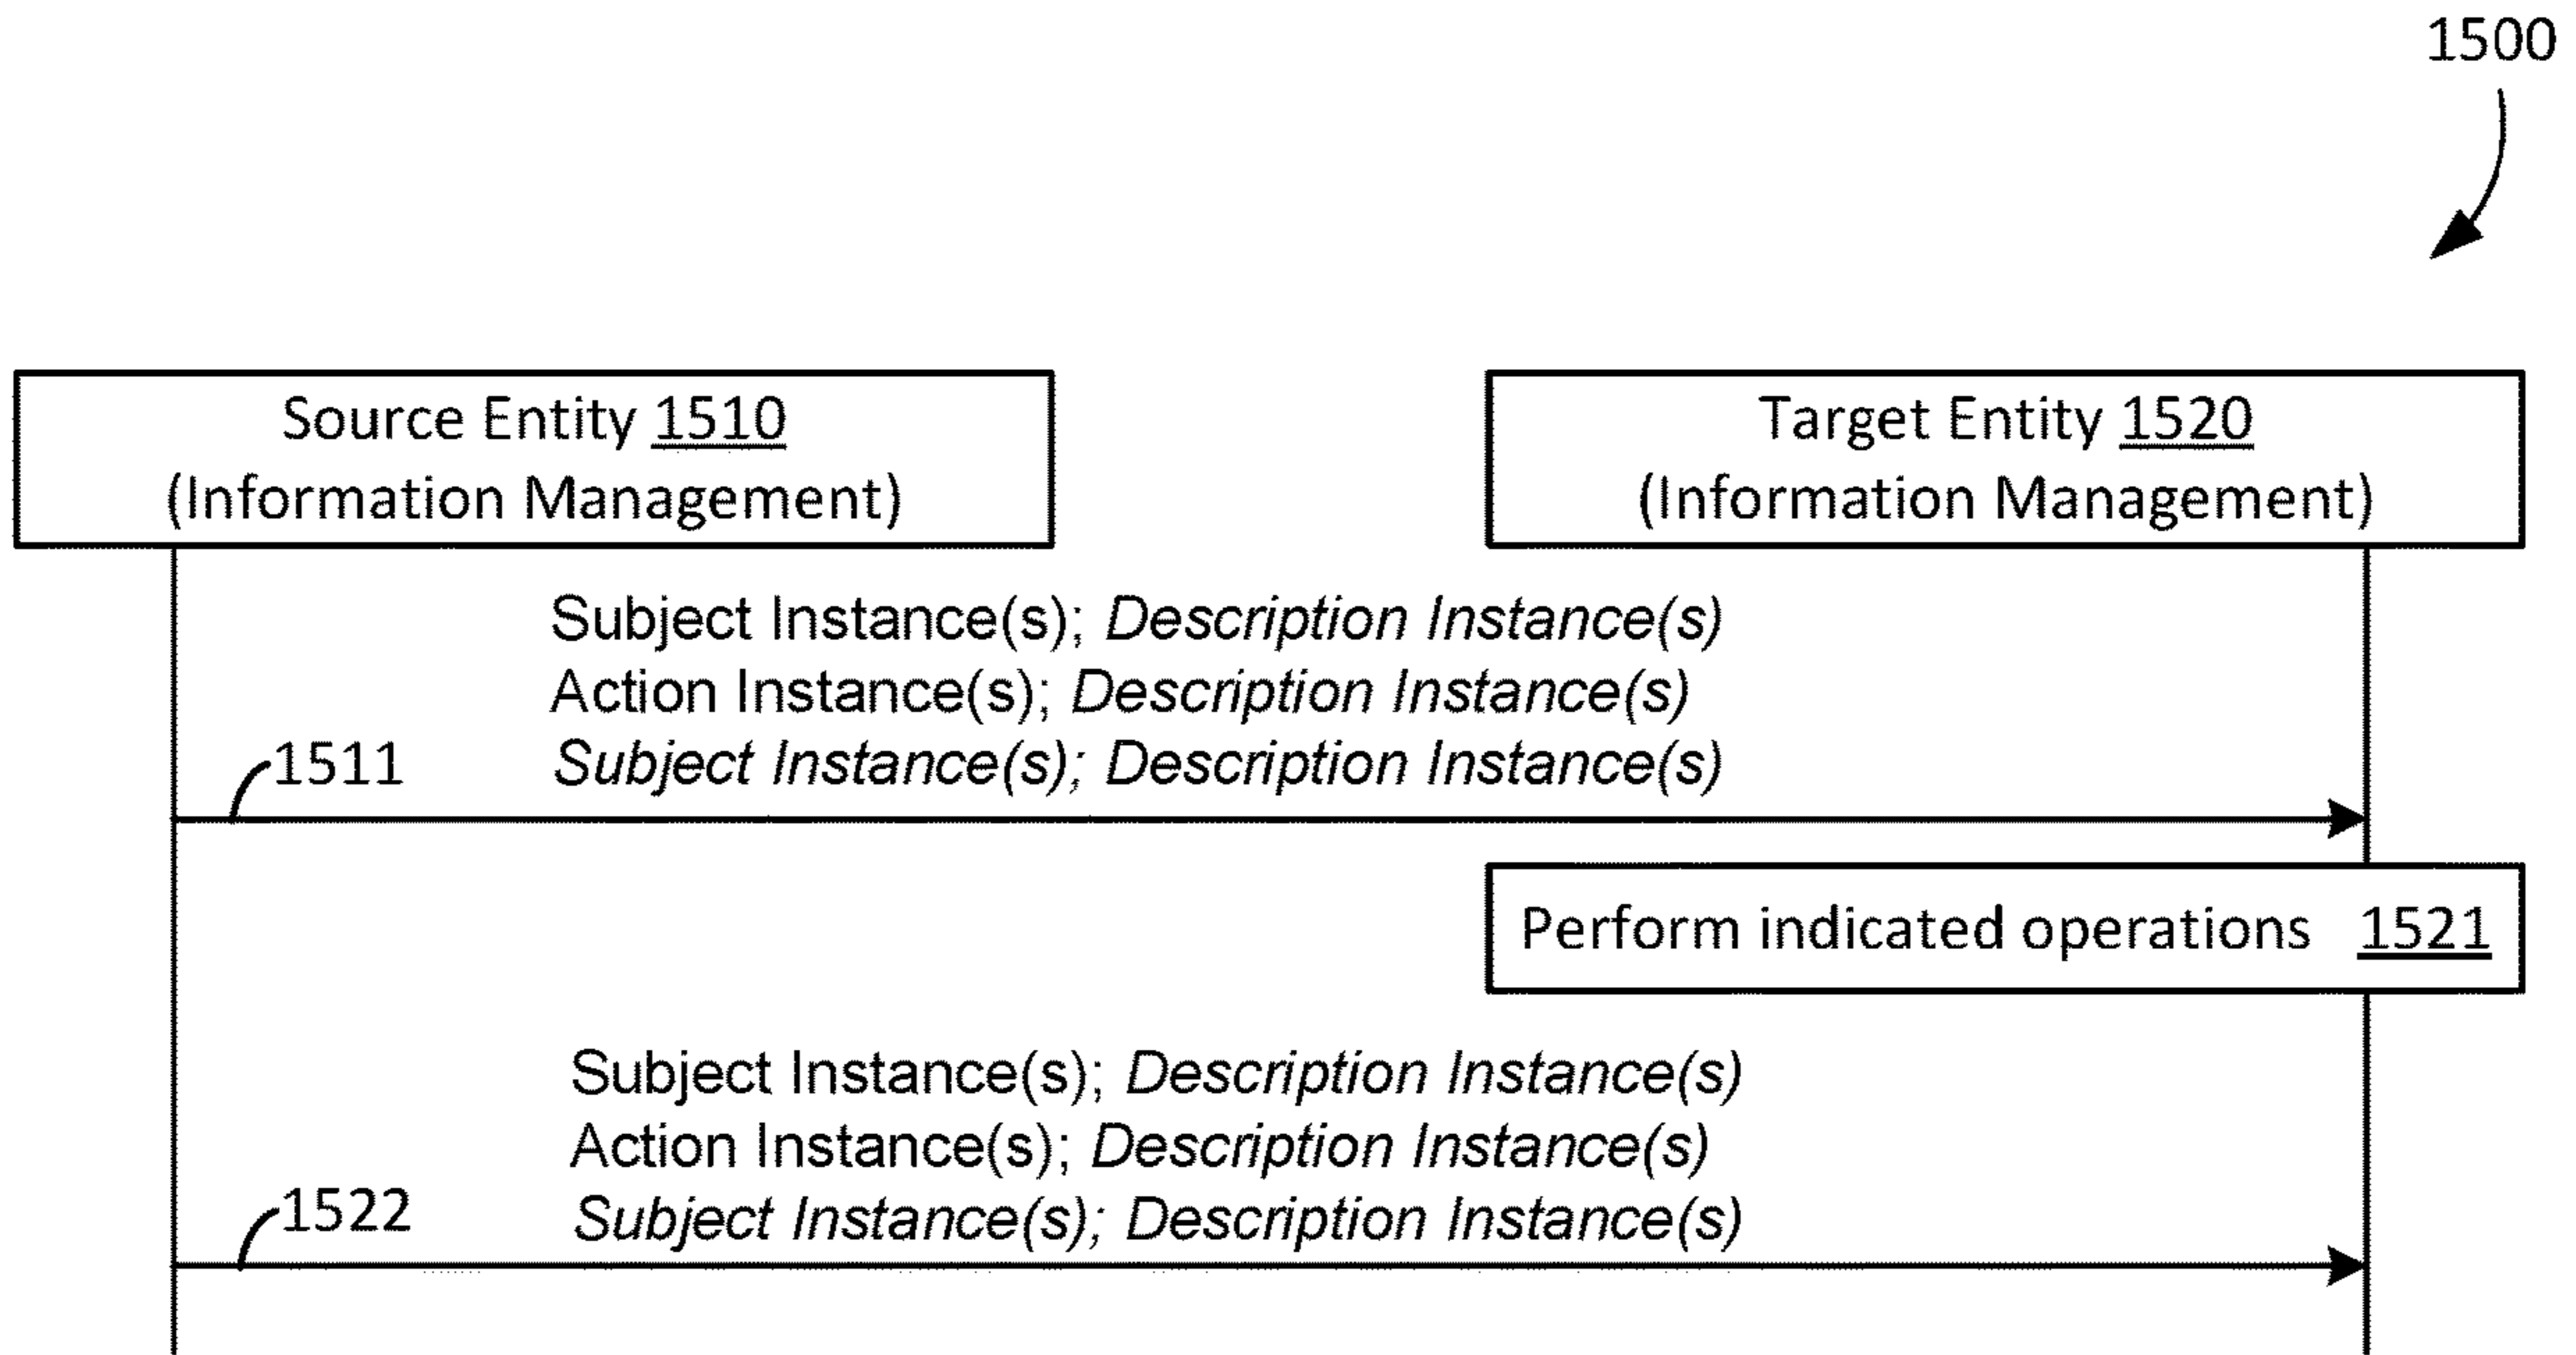 1500
Source Entity 1510
(Information Management)
Target Entity 1520
(Information Management)
Subject Instance(s); Description Instance(s)
Action Instance(s); Description Instance(s)
Subject Instance(s); Description Instance(s)
1511
Perform indicated operations 1521
Subject Instance(s); Description Instance(s)
Action Instance(s); Description Instance(s)
Subject Instance(s); Description Instance(s)
1522